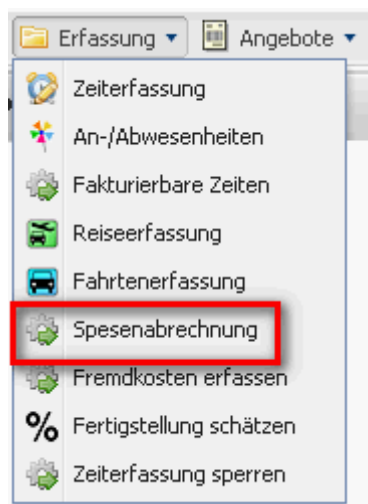 Erfassung Angebote
Zeiterfassung
An-/Abwesenheiten
Fakturierbare Zeiten
Reiseerfassung
Fahrtenerfassung
Spesenabrechnung
Fremdkosten erfassen
% Fertigstellung schätzen
Zeiterfassung sperren